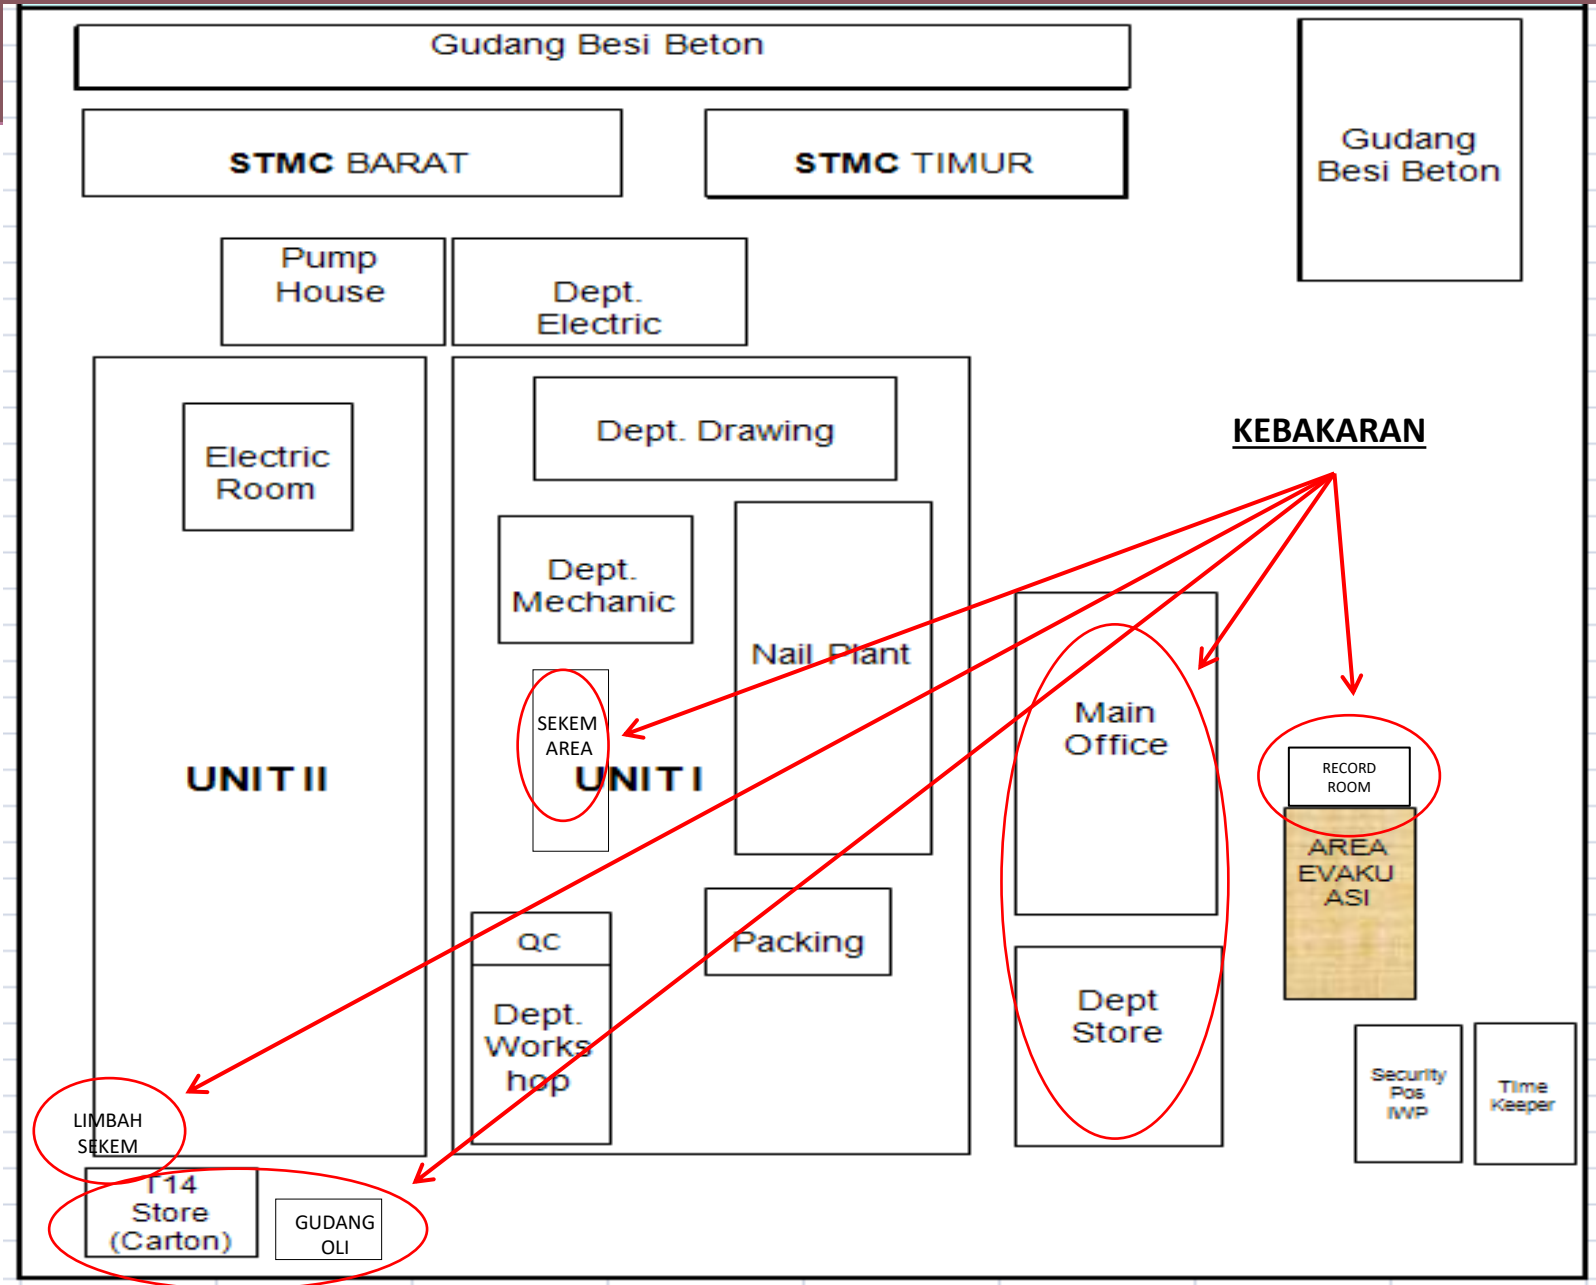 Gudang Besi Beton
STMC BARAT
STMC TIMUR
Gudang
Besi Beton
Pump
House
Dept.
Electric
Electric
Room
Dept. Drawing
KEBAKARAN
Dept.
Mechanic
Nail Plant
SEKEM
AREA
UNIT II
UNIT I
Main
Office
RECORD
ROOM
AREA
EVAKU
ASI
QC
Packing
Dept.
Works
hop
Dept
Store
Security
Pos
IWP
Time
Keeper
LIMBAH
SEKEM
T14
Store
(Carton)
GUDANG
OLI